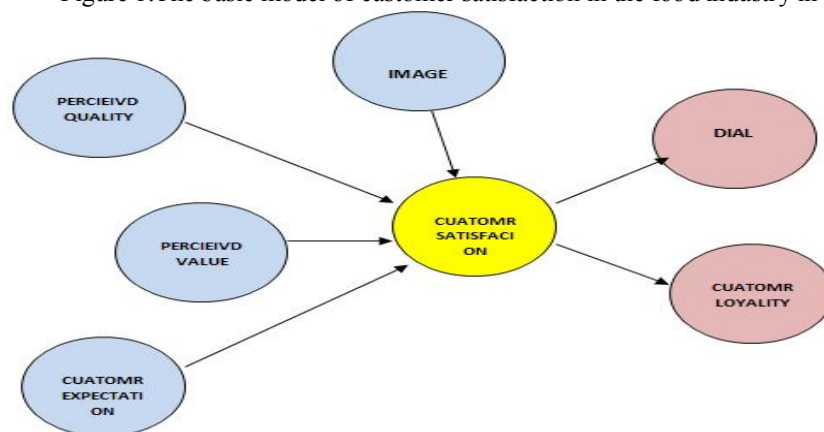 Figure 1.The basic model of customer satisfaction in the food industry in
IMAGE
PERCIEIVD
QUALITY
DIAL
CUATOMR
SATISFACI
ON
PERCIEIVD
VALUE
CUATOMR
LOYALITY
CUATOMR
EXPECTATI
ON